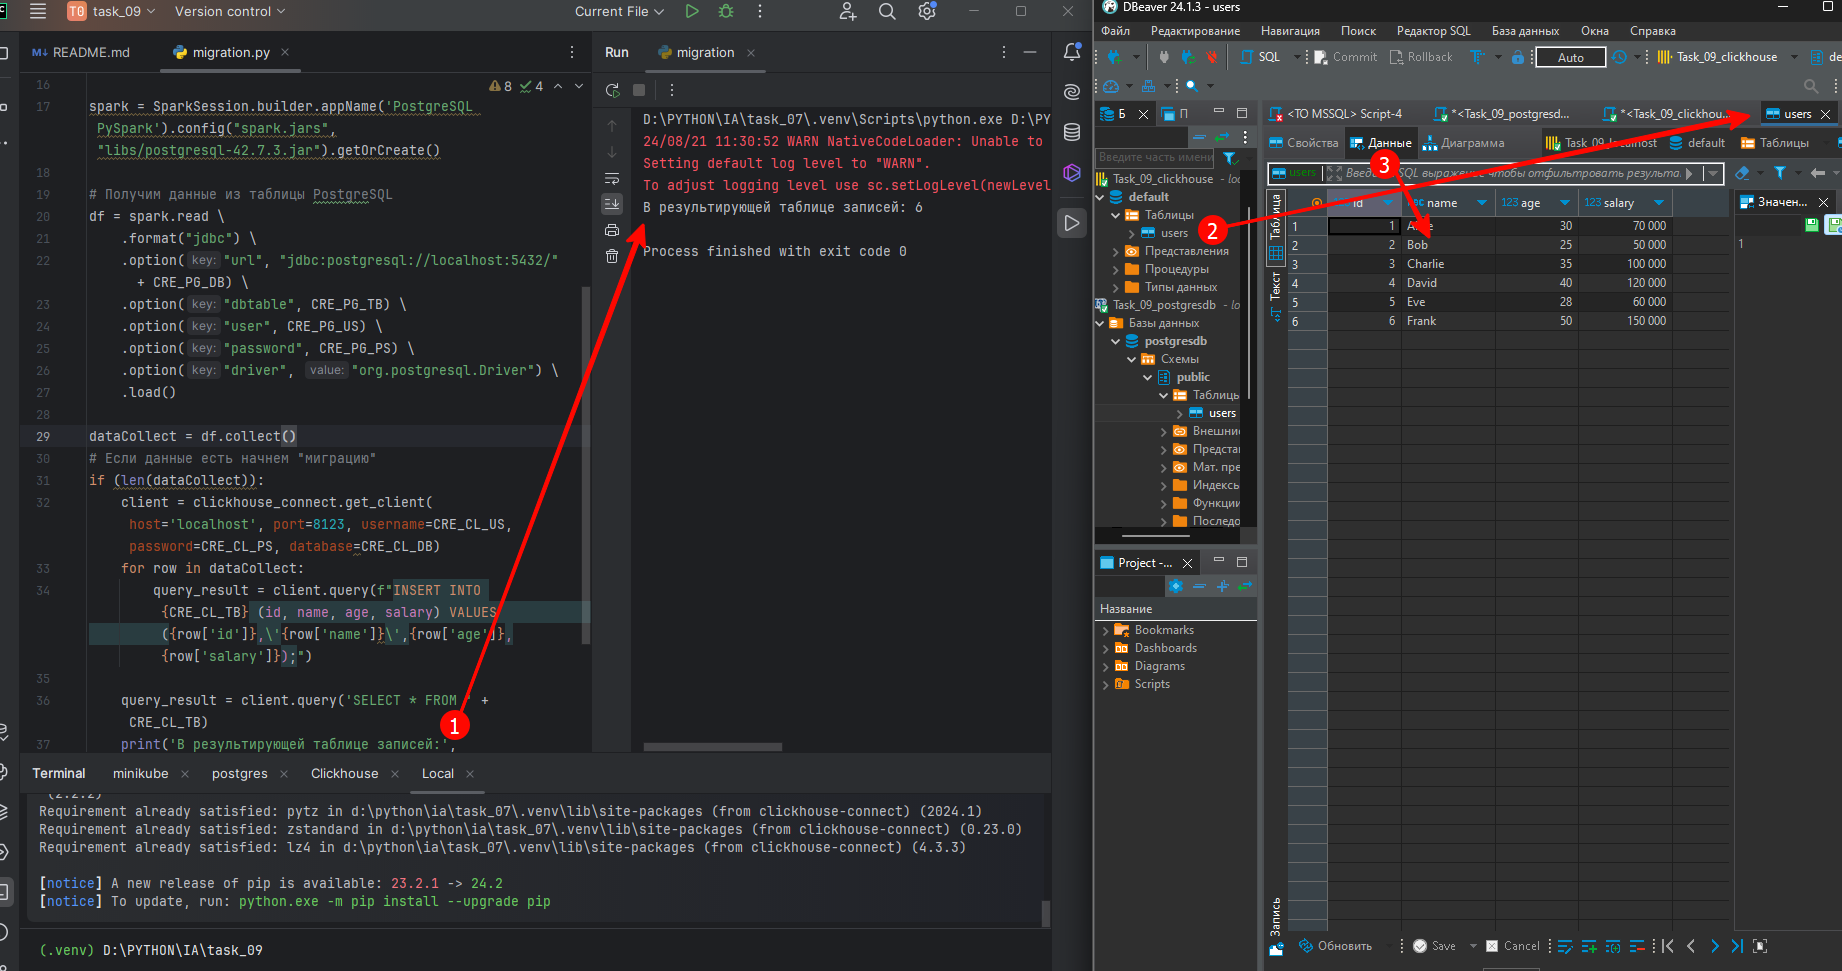 T0 task_09 Version control Current File
README.md migration.py
8 4
16
17 spark = SparkSession.builder.appName('PostgreSQL
PySpark').config("spark.jars",
"libs/postgresql-42.7.3.jar").getOrCreate()
18
19 # Получим данные из таблицы PostgreSQL
20 df = spark.read \
21 .format("jdbc") \
22 .option( key: "url", "jdbc:postgresql://localhost:5432/"
+ CRE_PG_DB) \
23 .option( key: "dbtable", CRE_PG_TB) \
24 .option( key: "user", CRE_PG_US) \
25 .option( key: "password", CRE_PG_PS) \
26 .option( key: "driver", value: "org.postgresql.Driver") \
27 .load()
28
29 dataCollect = df.collect()
30 # Если данные есть начнем "миграцию"
31 if (len(dataCollect)):
32 client = clickhouse_connect.get_client(
host='localhost', port=8123, username=CRE_CL_US,
password=CRE_CL_PS, database=CRE_CL_DB)
33 for row in dataCollect:
34 query_result = client.query(f"INSERT INTO
{CRE_CL_TB} (id, name, age, salary) VALUES
({row['id']},\'{row['name']}\',{row['age']},
{row['salary']});")
35
36 query_result = client.query('SELECT * FROM ' +
CRE_CL_TB)
37 print('В результирующей таблице записей:',
Run migration
D:\PYTHON\IA\task_07\.venv\Scripts\python.exe D:\PY
24/08/21 11:30:52 WARN NativeCodeLoader: Unable to
Setting default log level to "WARN".
To adjust logging level use sc.setLogLevel(newLevel
В результирующей таблице записей: 6
Process finished with exit code 0
1
Terminal minikube postgres Clickhouse Local
(2.2.2)
Requirement already satisfied: pytz in d:\python\ia\task_07\.venv\lib\site-packages (from clickhouse-connect) (2024.1)
Requirement already satisfied: zstandard in d:\python\ia\task_07\.venv\lib\site-packages (from clickhouse-connect) (0.23.0)
Requirement already satisfied: lz4 in d:\python\ia\task_07\.venv\lib\site-packages (from clickhouse-connect) (4.3.3)
[notice] A new release of pip is available: 23.2.1 -> 24.2
[notice] To update, run: python.exe -m pip install --upgrade pip
(.venv) D:\PYTHON\IA\task_09
DBeaver 24.1.3 - users
Файл Редактирование Навигация Поиск Редактор SQL База данных Окна Справка
SQL Commit Rollback Auto Task_09_clickhouse de
Б П
Введите часть имени
Task_09_clickhouse - loc
default
Таблицы
users
Представления
Процедуры
Типы данных
Task_09_postgresdb - lo
Базы данных
postgresdb
Схемы
public
Таблицы
users
Внешни
Предста
Мат. пре
Индексы
Функции
Последо
2
Project -...
Название
Bookmarks
Dashboards
Diagrams
Scripts
<TO MSSQL> Script-4 *<Task_09_postgresd... *<Task_09_clickhou... users
Свойства Данные Диаграмма Task_09_localhost default Таблицы
3
users SQL выражение чтобы отфильтровать результа.
Таблица
Текст
Запись
id name age salary
1 1 30 70 000
2 2 Bob 25 50 000
3 3 Charlie 35 100 000
4 4 David 40 120 000
5 5 Eve 28 60 000
6 6 Frank 50 150 000
Значен...
1
Обновить Save Cancel